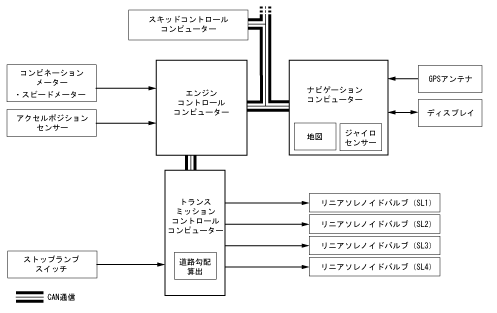 スキッドコントロール
コンピューター
コンビネーション
メーター
・スピードメーター
アクセルポジション
センサー
エンジン
コントロール
コンピューター
ナビゲーション
コンピューター
地図
ジャイロ
センサー
GPSアンテナ
ディスプレイ
トランス
ミッション
コントロール
コンピューター
道路勾配
算出
ストップランプ
スイッチ
リニアソレノイドバルブ (SL1)
リニアソレノイドバルブ (SL2)
リニアソレノイドバルブ (SL3)
リニアソレノイドバルブ (SL4)
CAN通信